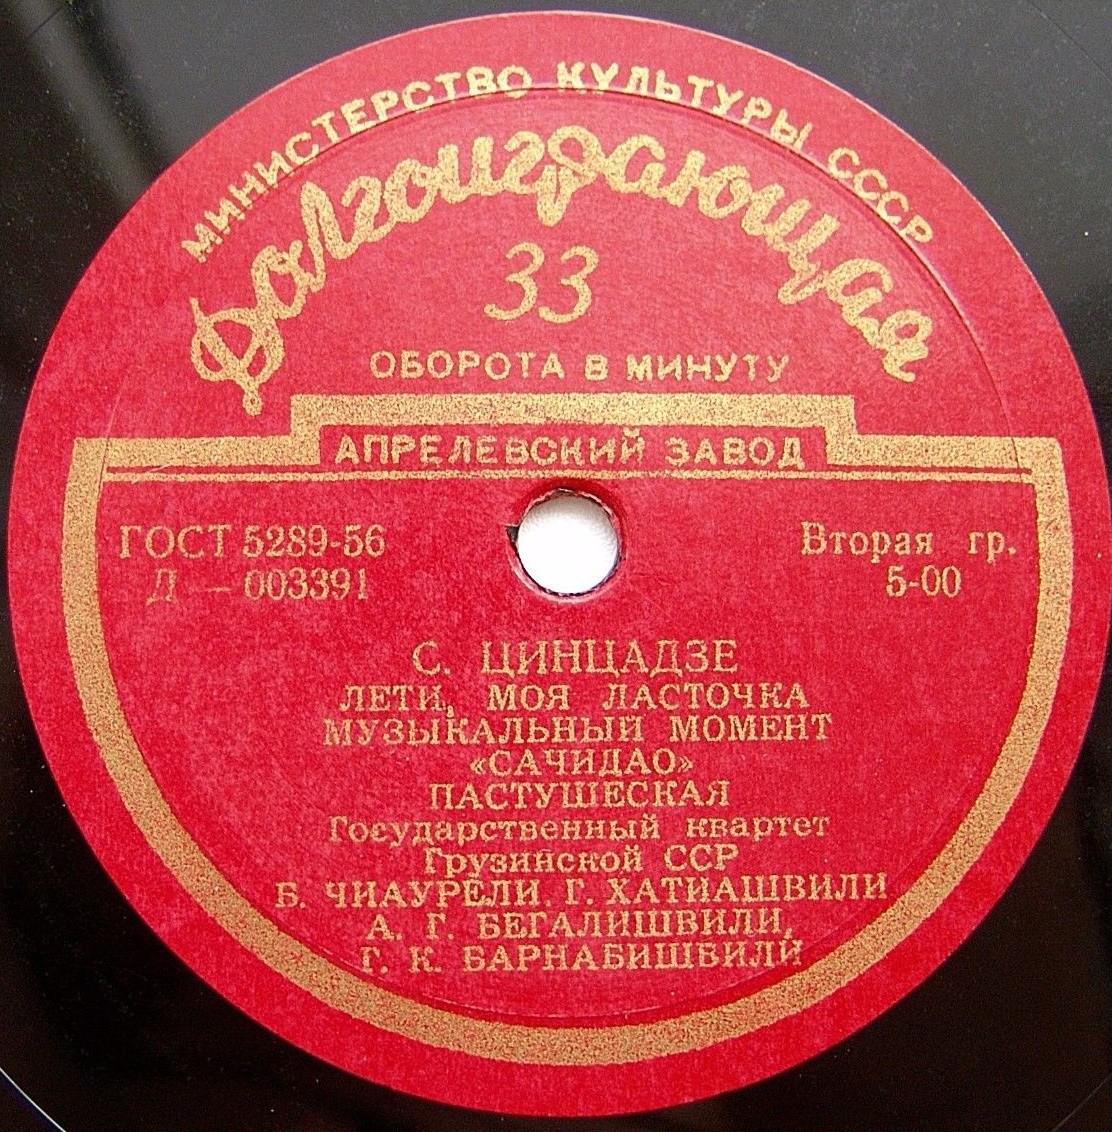 МИНИСТЕРСТВО КУЛЬТУРЫ СССР
Долгоиграющая
33
ОБОРОТА В МИНУТУ
АПРЕЛЕВСКИЙ ЗАВОД
ГОСТ 5289-56
Д — 003391
Вторая гр.
5-00
С. ЦИНЦАДЗЕ
ЛЕТИ, МОЯ ЛАСТОЧКА
МУЗЫКАЛЬНЫЙ МОМЕНТ
«САЧИДАО»
ПАСТУШЕСКАЯ
Государственный квартет
Грузинской ССР
Б. ЧИАУРЕЛИ. Г. ХАТИАШВИЛИ
А. Г. БЕГАЛИШВИЛИ,
Г. К. БАРНАБИШВИЛИ